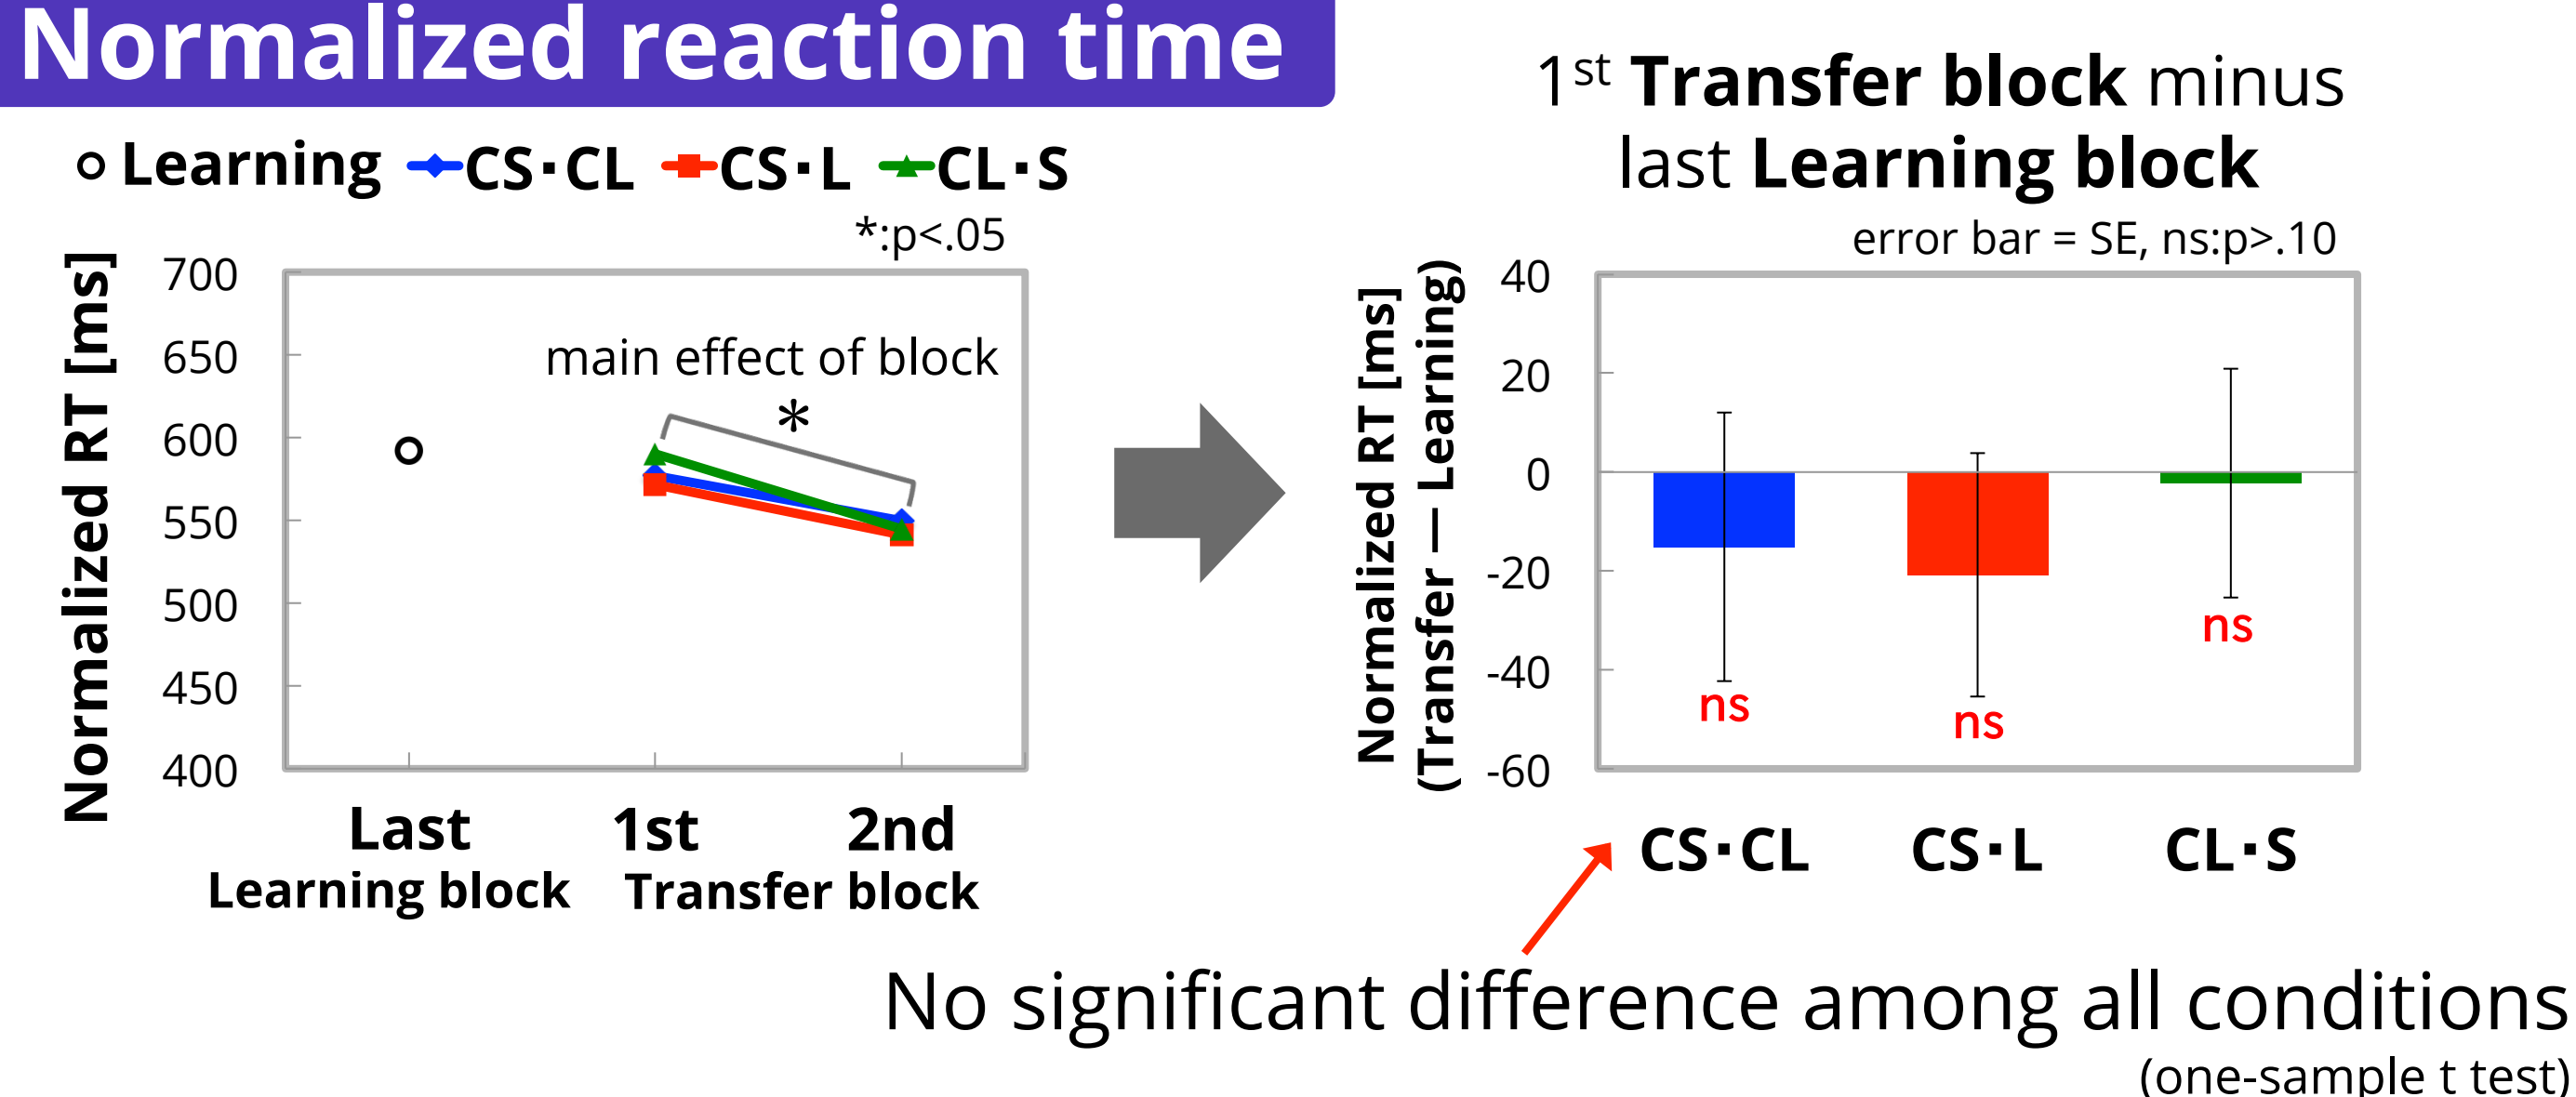 Normalized reaction time
Learning CS·CL CS·L CL·S
*:p<.05
Normalized RT [ms]
700
650
600
550
500
450
400
main effect of block
*
Last 1st 2nd
Learning block Transfer block
1st Transfer block minus
last Learning block
error bar = SE, ns:p>.10
Normalized RT [ms]
(Transfer — Learning)
40
20
0
-20
-40
-60
ns
ns
ns
CS·CL CS·L CL·S
No significant difference among all conditions
(one-sample t test)